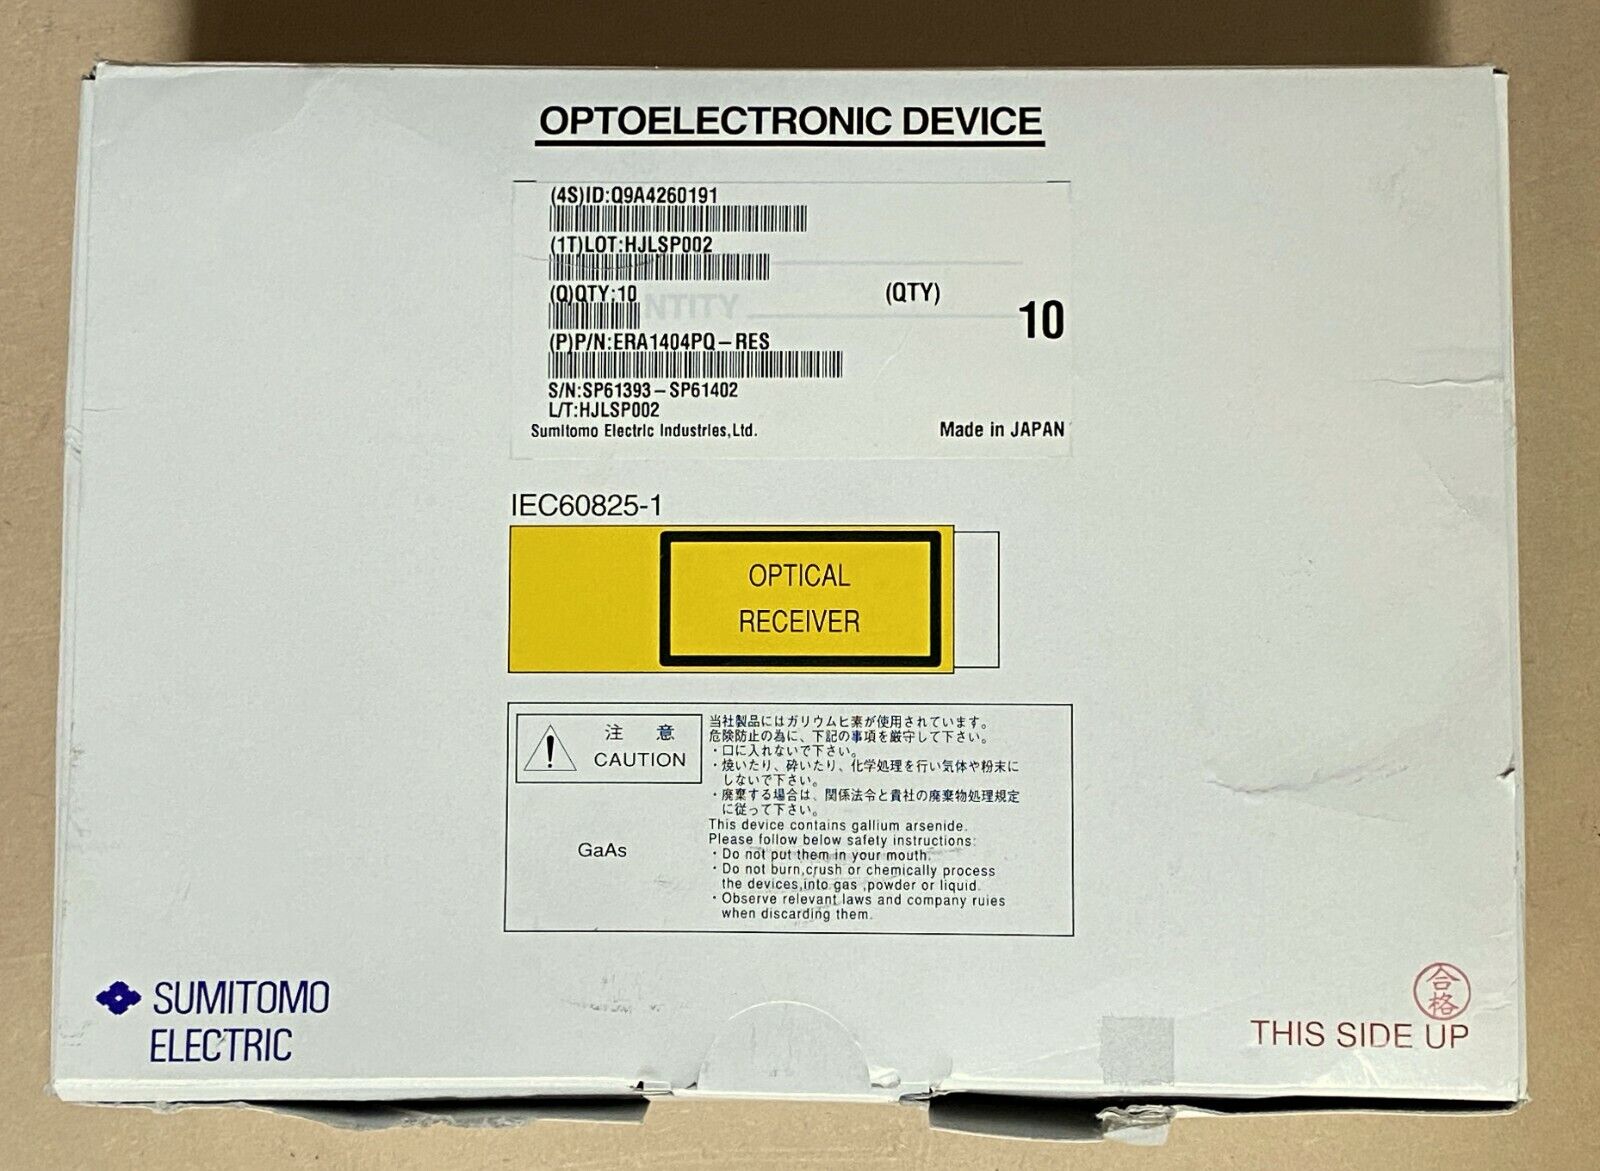 OPTOELECTRONIC DEVICE
(4S)ID:Q9A4260191
(1T)LOT:HJLSP002
(Q)QTY:10
NTITY
(QTY)
10
(P)P/N:ERA1404PQ-RES
S/N:SP61393-SP61402
L/T:HJLSP002
Sumitomo Electric Industries,Ltd.
Made in JAPAN
IEC60825-1
OPTICAL
RECEIVER
注 意
CAUTION
GaAs
当社製品にはガリウムヒ素が使用されています。
危険防止の為に、下記の事項を厳守して下さい。
・口に入れないで下さい。
・焼いたり、砕いたり、化学処理を行い気体や粉末に
しないで下さい。
・廃棄する場合は、関係法令と貴社の廃棄物処理規定
に従って下さい。
This device contains gallium arsenide.
Please follow below safety instructions:
・Do not put them in your mouth.
・Do not burn,crush or chemically process
the devices,into gas ,powder or liquid.
・Observe relevant laws and company ruies
when discarding them.
SUMITOMO
ELECTRIC
合格
THIS SIDE UP